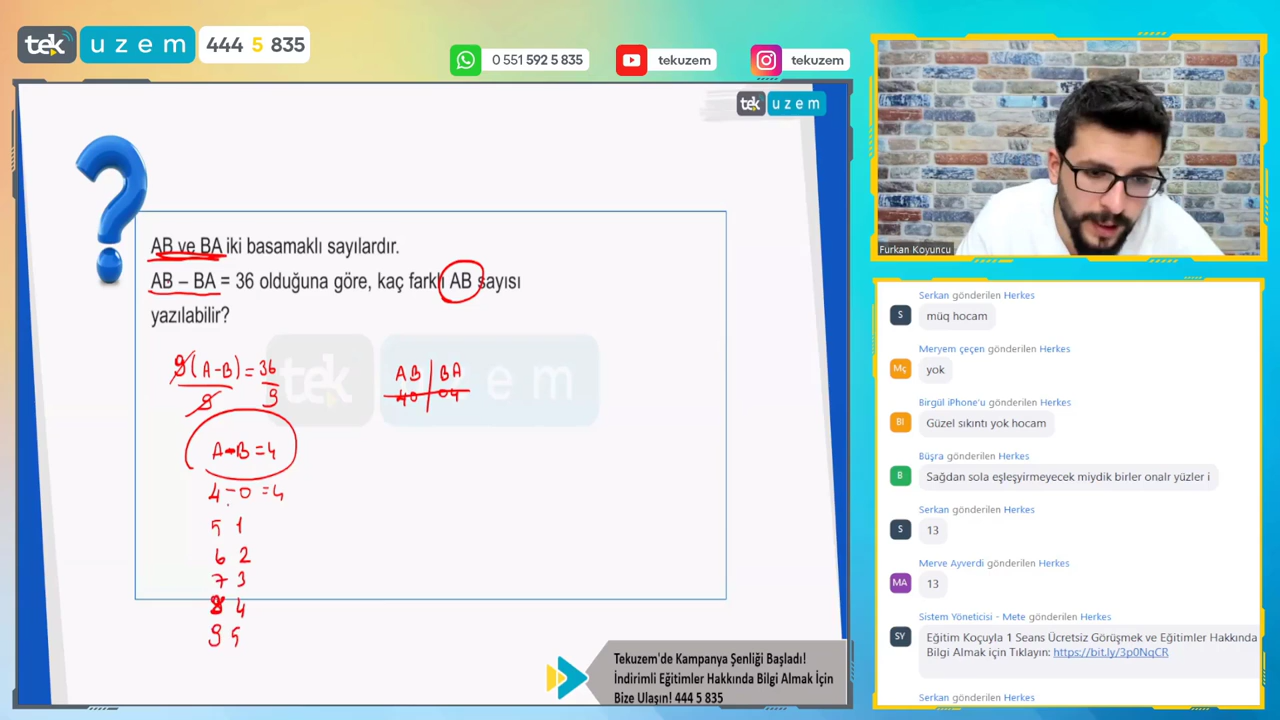 tek uzem 444 5 835
0 551 592 5 835 tekuzem tekuzem
tek uzem
AB ve BA iki basamaklı sayılardır.
AB – BA = 36 olduğuna göre, kaç farklı AB sayısı
yazılabilir?
tek uzem
9(A-B) = 36
9 9
AB | BA
40 | 04
A-B=4
4-0=4
5 1
6 2
7 3
8 4
9 5
Tekuzem'de Kampanya Şenliği Başladı!
İndirimli Eğitimler Hakkında Bilgi Almak İçin
Bize Ulaşın! 444 5 835
Furkan Koyuncu
Serkan gönderilen Herkes
S müq hocam
Meryem çeçen gönderilen Herkes
Mç yok
Birgül iPhone'u gönderilen Herkes
BI Güzel sıkıntı yok hocam
Büşra gönderilen Herkes
B Sağdan sola eşleşyirmeyecek miydik birler onalr yüzler i
Serkan gönderilen Herkes
S 13
Merve Ayverdi gönderilen Herkes
MA 13
Sistem Yöneticisi - Mete gönderilen Herkes
SY Eğitim Koçuyla 1 Seans Ücretsiz Görüşmek ve Eğitimler Hakkında
Bilgi Almak için Tıklayın: https://bit.ly/3p0NqCR
Serkan gönderilen Herkes